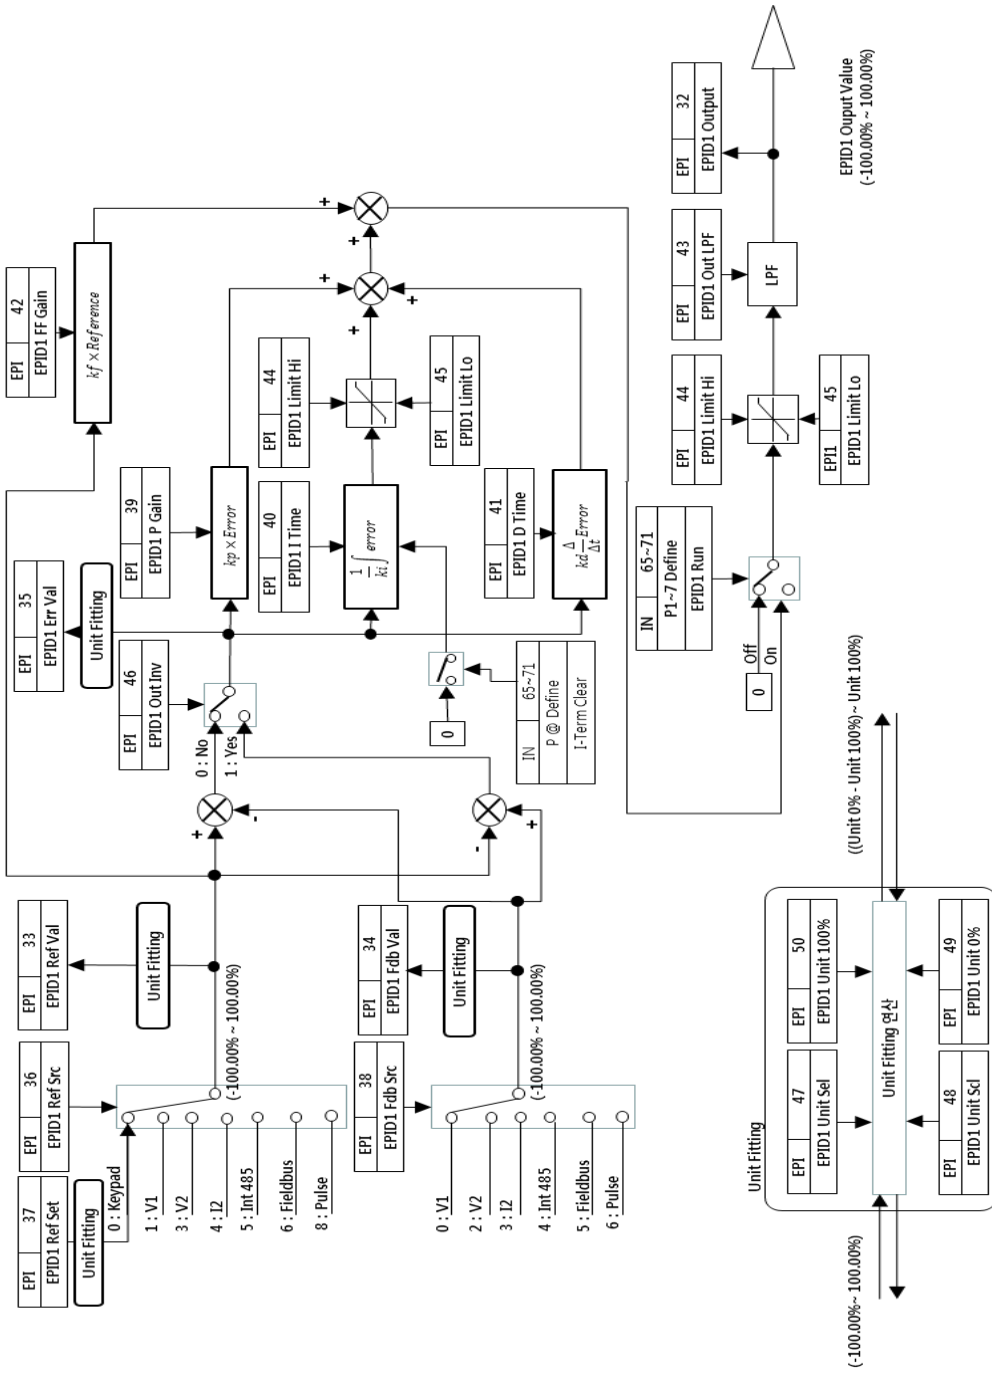 EPI 37
EPID1 Ref Set
Unit Fitting
EPI 36
EPID1 Ref Src
EPI 33
EPID1 Ref Val
Unit Fitting
EPI 35
EPID1 Err Val
Unit Fitting
EPI 42
EPID1 FF Gain
kf × Reference
0 : Keypad
1 : V1
3 : V2
4 : I2
5 : Int 485
6 : Fieldbus
8 : Pulse
(-100.00% ~ 100.00%)
+
-
0 : No
1 : Yes
EPI 46
EPID1 Out Inv
EPI 39
EPID1 P Gain
kp × Error
EPI 40
EPID1 I Time
1/ki ∫ error
EPI 44
EPID1 Limit Hi
EPI 45
EPID1 Limit Lo
+
+
+
+
+
EPI 38
EPID1 Fdb Src
EPI 34
EPID1 Fdb Val
Unit Fitting
0 : V1
2 : V2
3 : I2
4 : Int 485
5 : Fieldbus
6 : Pulse
(-100.00% ~ 100.00%)
-
+
0
IN 65~71
P @ Define
I-Term Clear
EPI 41
EPID1 D Time
kd Δ/Δt Error
IN 65~71
P1~7 Define
EPID1 Run
0
Off
On
EPI 44
EPID1 Limit Hi
EPI1 45
EPID1 Limit Lo
EPI 43
EPID1 Out LPF
LPF
EPI 32
EPID1 Output
EPID1 Ouput Value
(-100.00% ~ 100.00%)
Unit Fitting
EPI 47
EPID1 Unit Sel
EPI 50
EPID1 Unit 100%
Unit Fitting 연산
EPI 48
EPID1 Unit Scl
EPI 49
EPID1 Unit 0%
(-100.00%~ 100.00%)
((Unit 0% - Unit 100%) ~ Unit 100%)